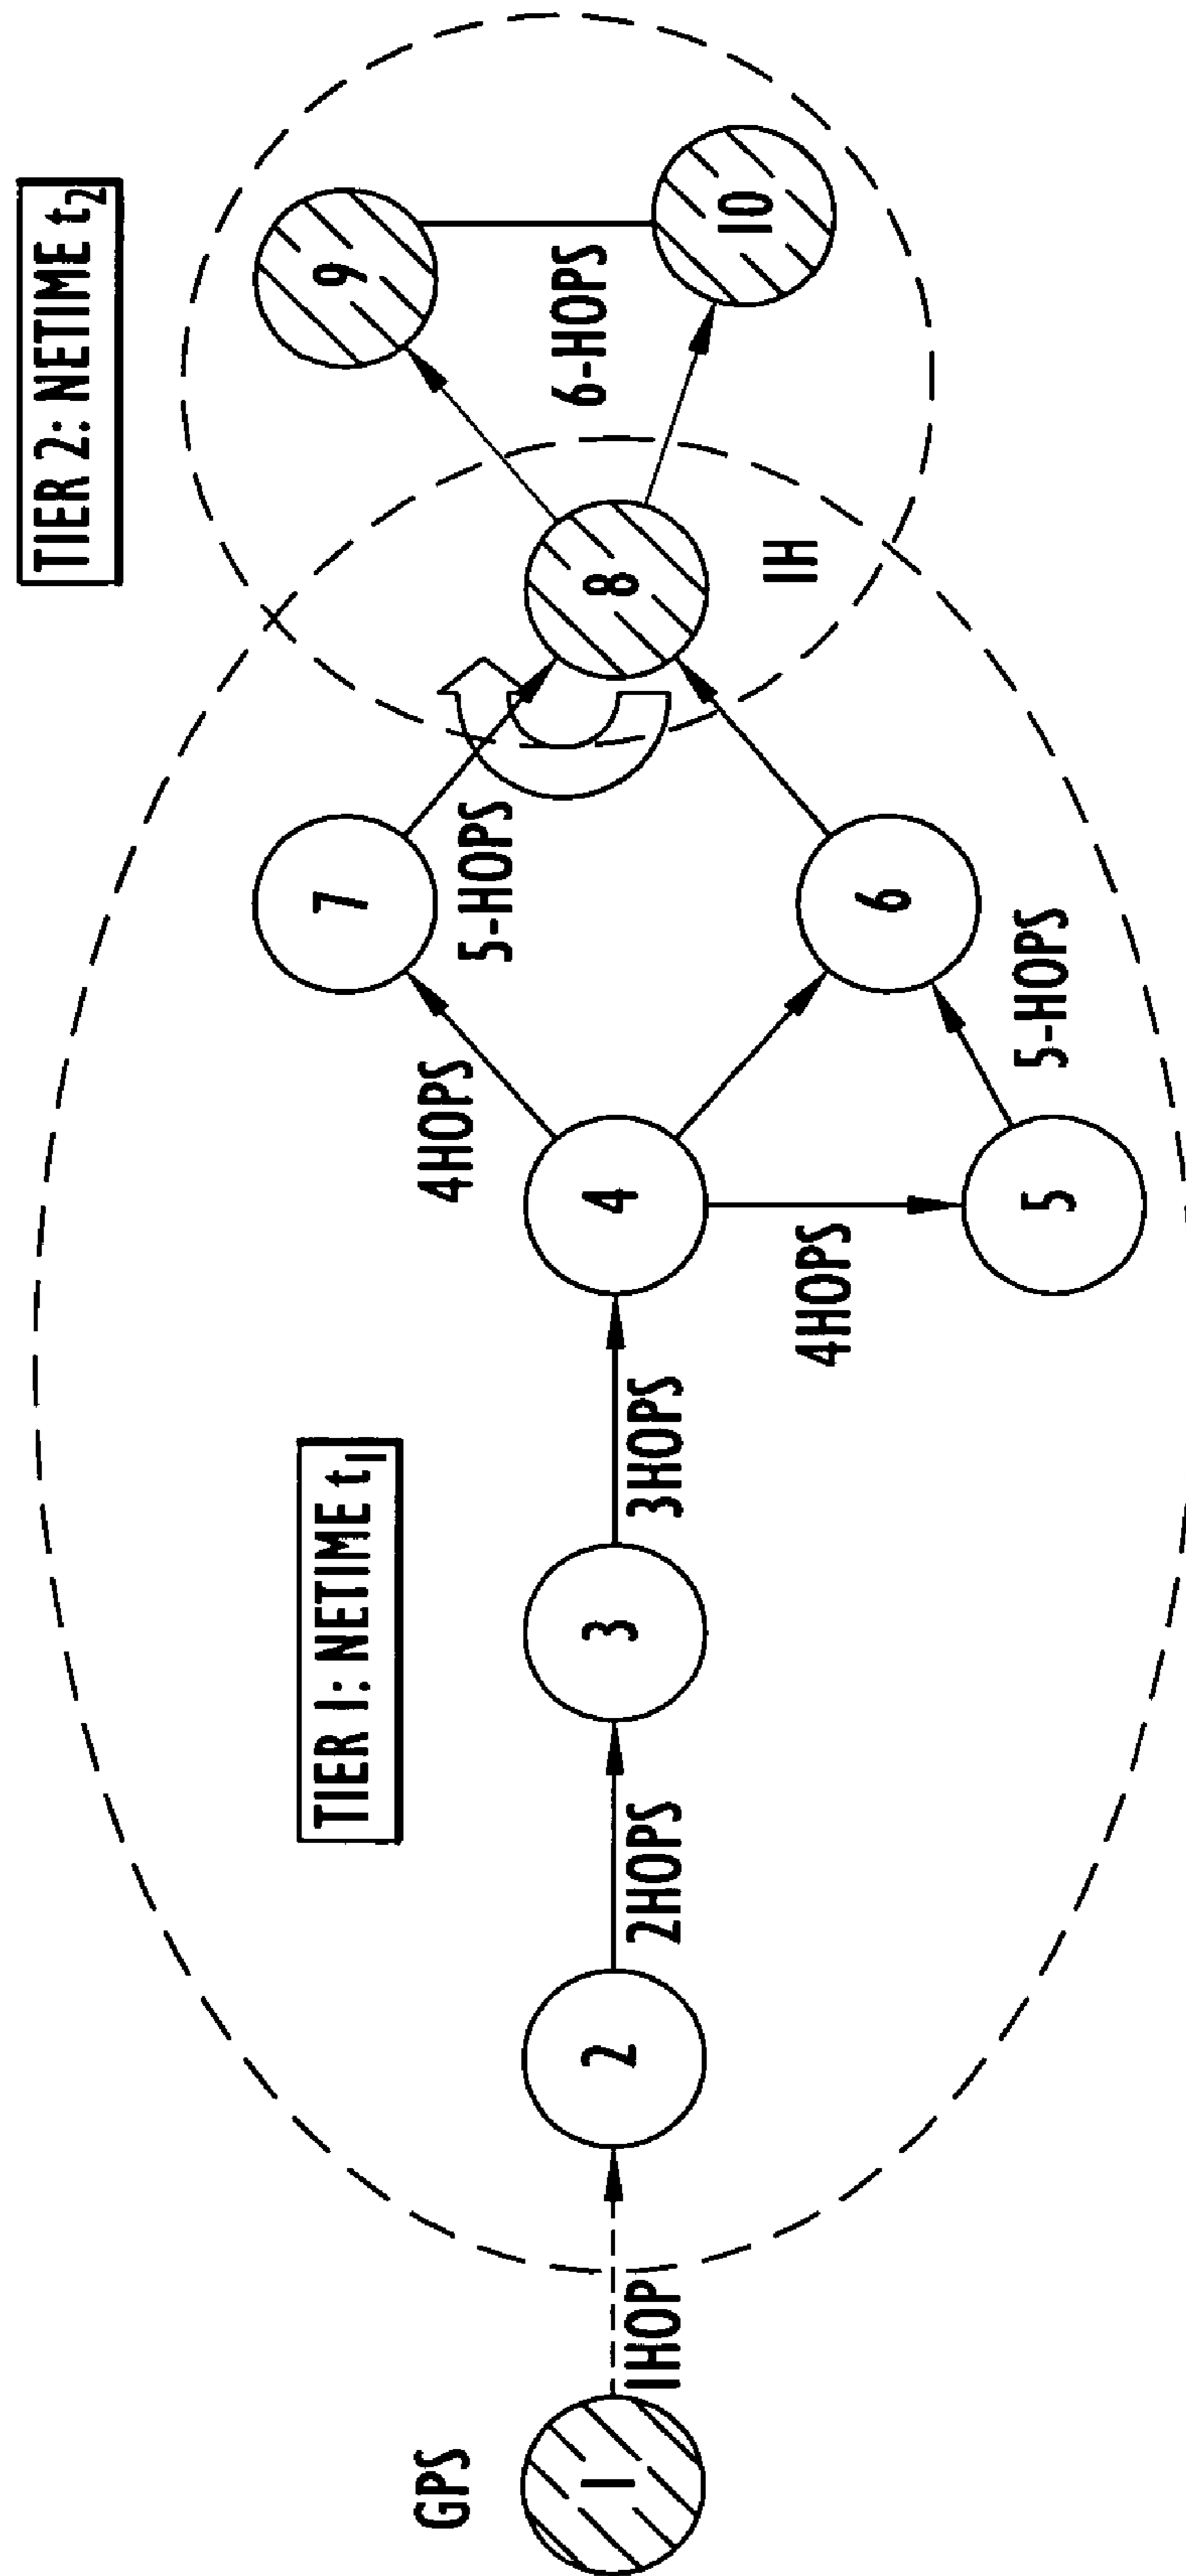 TIER 2: NETIME t2
TIER 1: NETIME t1
GPS
1
1HOP
2
2HOPS
3
3HOPS
4
4HOPS
4HOPS
5
5-HOPS
6
7
5-HOPS
8
1H
6-HOPS
9
10